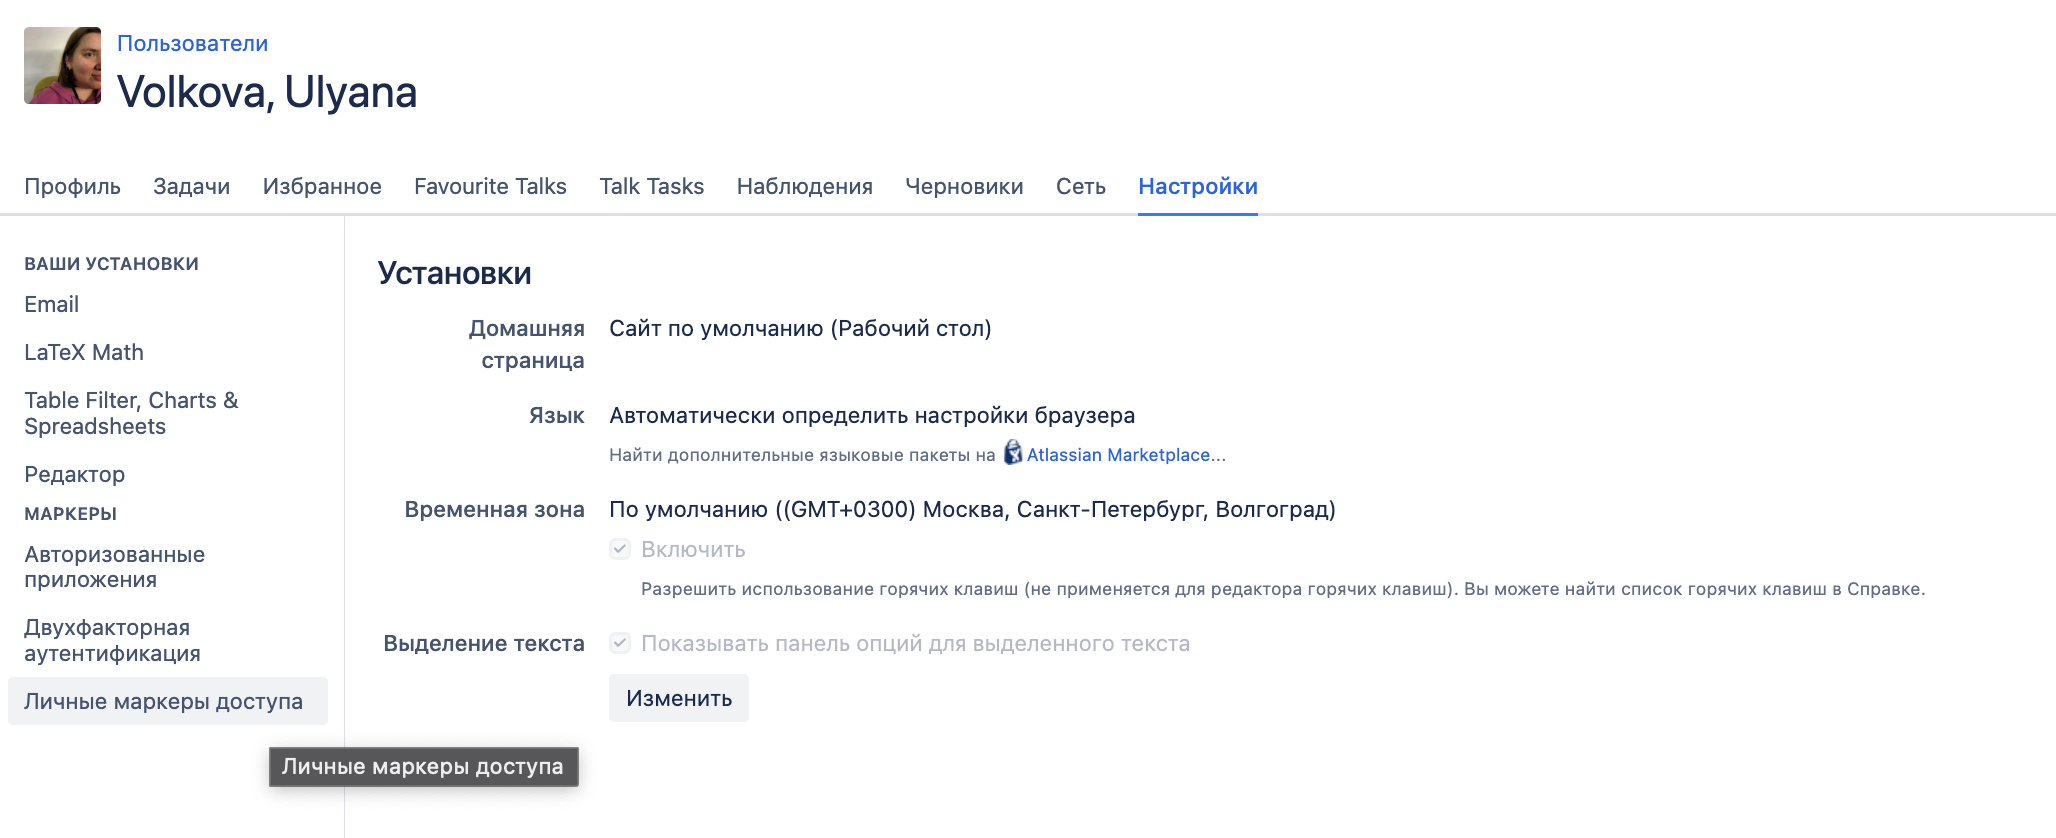 Пользователи
Volkova, Ulyana
Профиль Задачи Избранное Favourite Talks Talk Tasks Наблюдения Черновики Сеть Настройки
ВАШИ УСТАНОВКИ
Email
LaTeX Math
Table Filter, Charts &
Spreadsheets
Редактор
МАРКЕРЫ
Авторизованные
приложения
Двухфакторная
аутентификация
Личные маркеры доступа
Личные маркеры доступа
Установки
Домашняя
страница
Сайт по умолчанию (Рабочий стол)
Язык
Автоматически определить настройки браузера
Найти дополнительные языковые пакеты на Atlassian Marketplace...
Временная зона
По умолчанию ((GMT+0300) Москва, Санкт-Петербург, Волгоград)
Включить
Разрешить использование горячих клавиш (не применяется для редактора горячих клавиш). Вы можете найти список горячих клавиш в Справке.
Выделение текста
Показывать панель опций для выделенного текста
Изменить